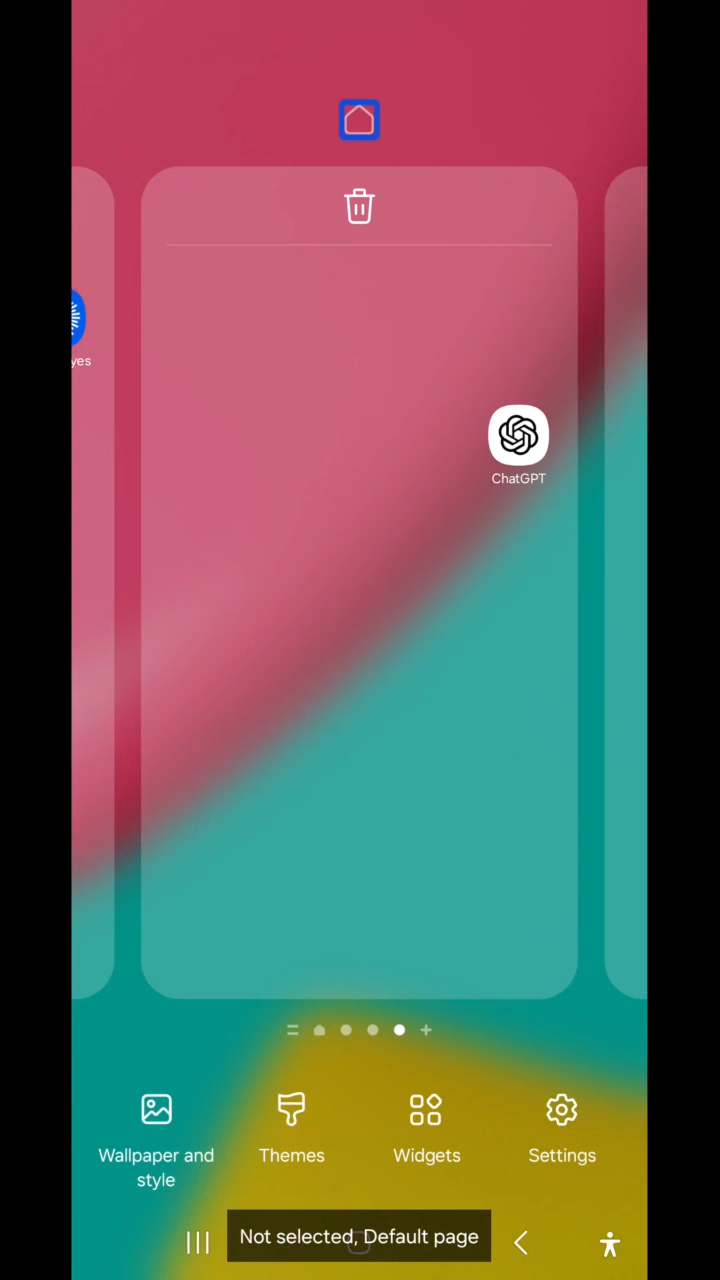 yes
ChatGPT
Wallpaper and
style
Themes
Widgets
Settings
Not selected, Default page